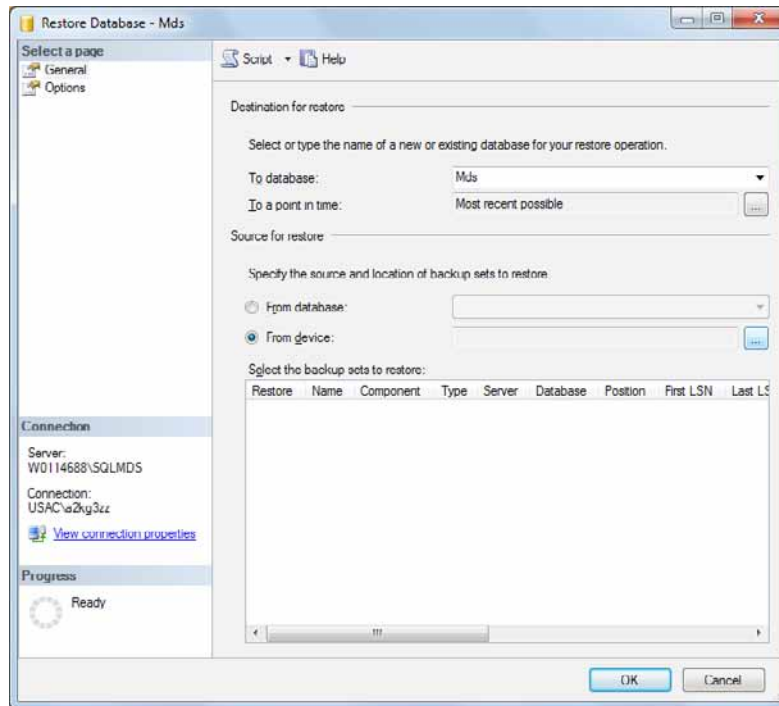 Restore Database - Mds
Select a page
General
Options
Script
Help
Destination for restore
Select or type the name of a new or existing database for your restore operation.
To database:
Mds
To a point in time:
Most recent possible
...
Source for restore
Specify the source and location of backup sets to restore
From database:
From device:
...
Select the backup sets to restore:
Restore Name Component Type Server Database Position First LSN Last LS
Connection
Server:
W0114688\SQLMDS
Connection:
USAC\a2kg3zz
View connection properties
Progress
Ready
OK
Cancel